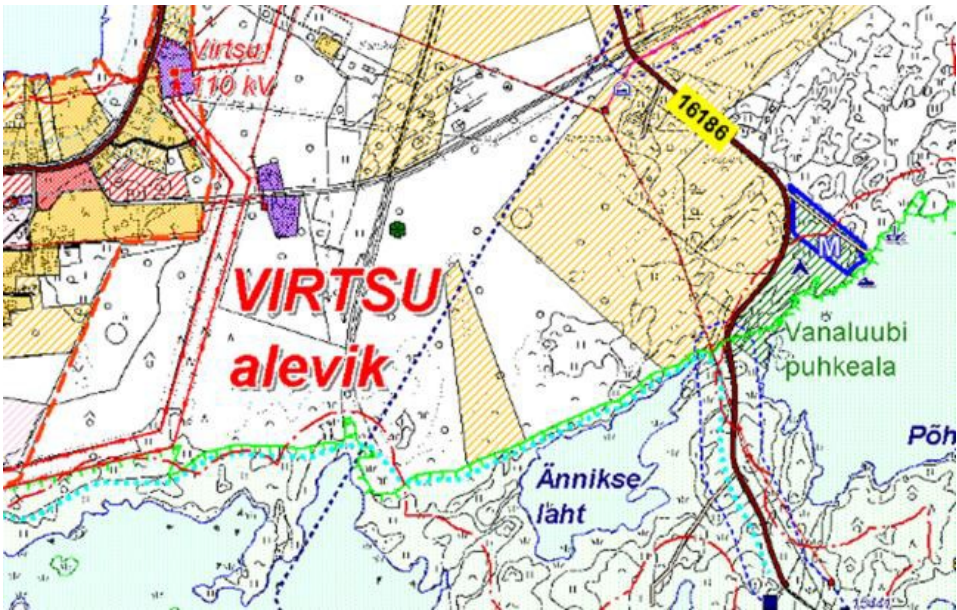 Virtsu
110 kV
16186
M
VIRTSU
alevik
Vanaluubi
puhkeala
Ännikse
laht
Põh